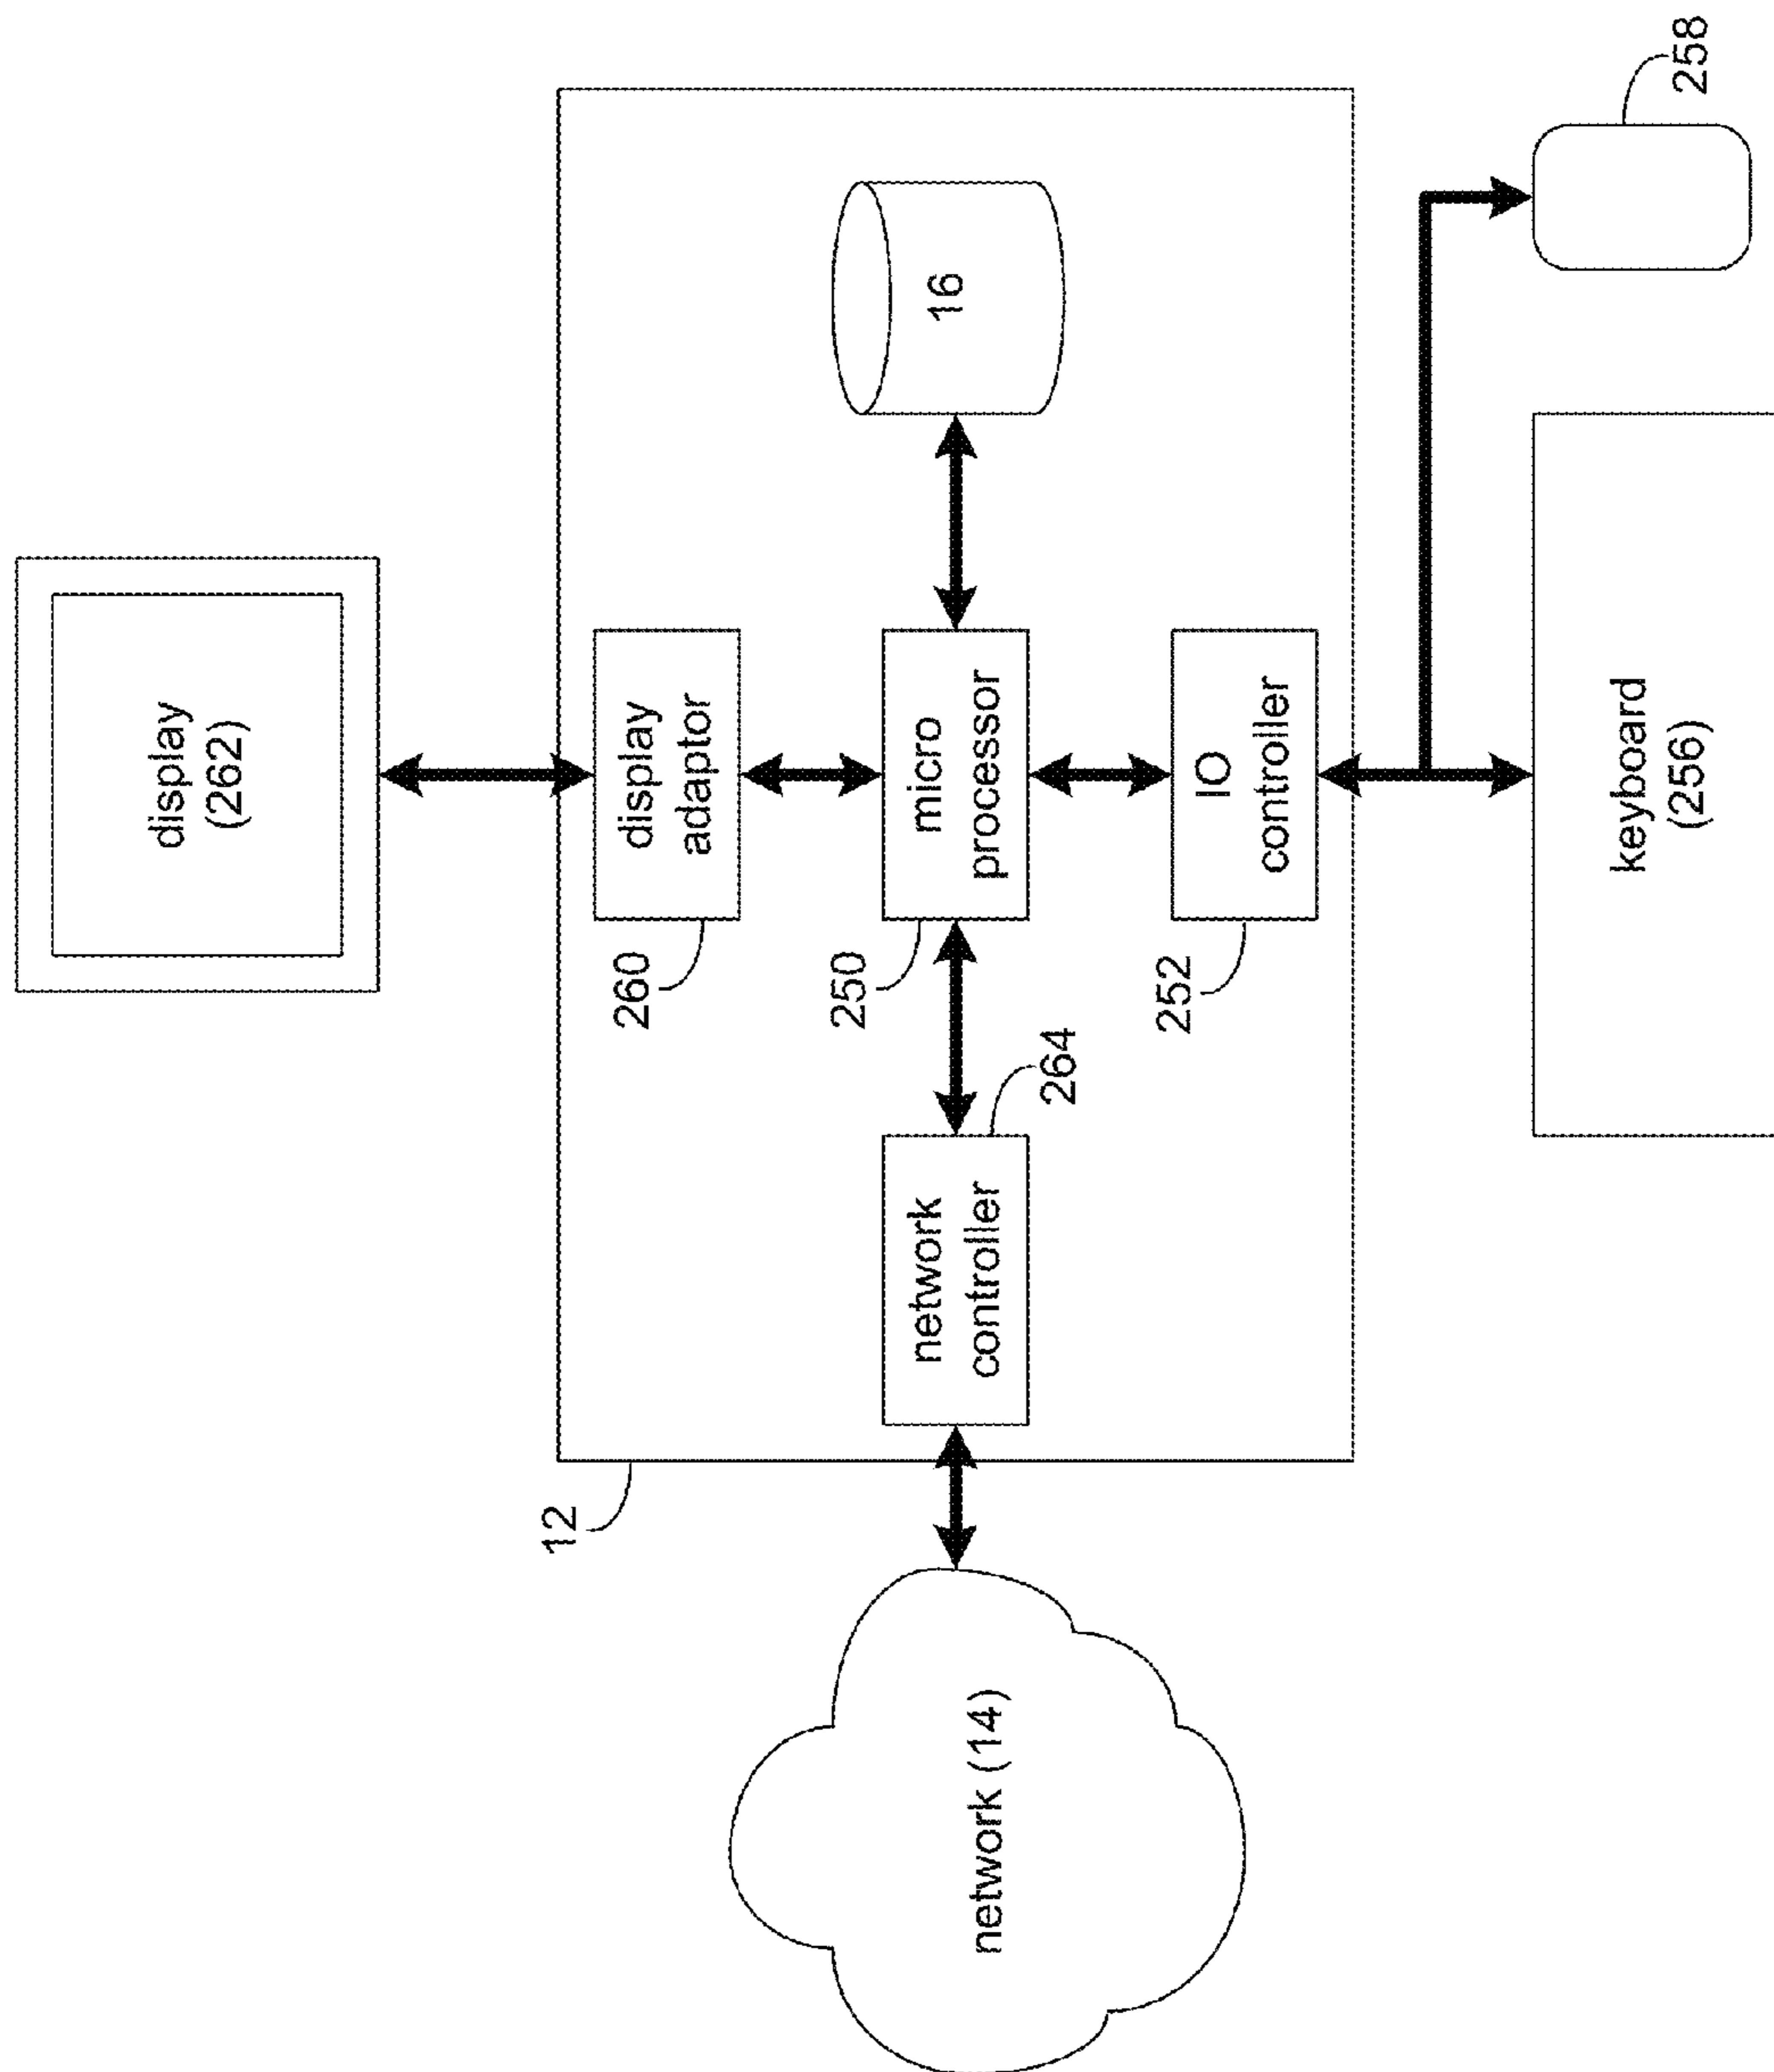 display
(262)
260
display
adaptor
250
micro
processor
16
network
controller
264
12
network (14)
252
IO
controller
keyboard
(256)
258